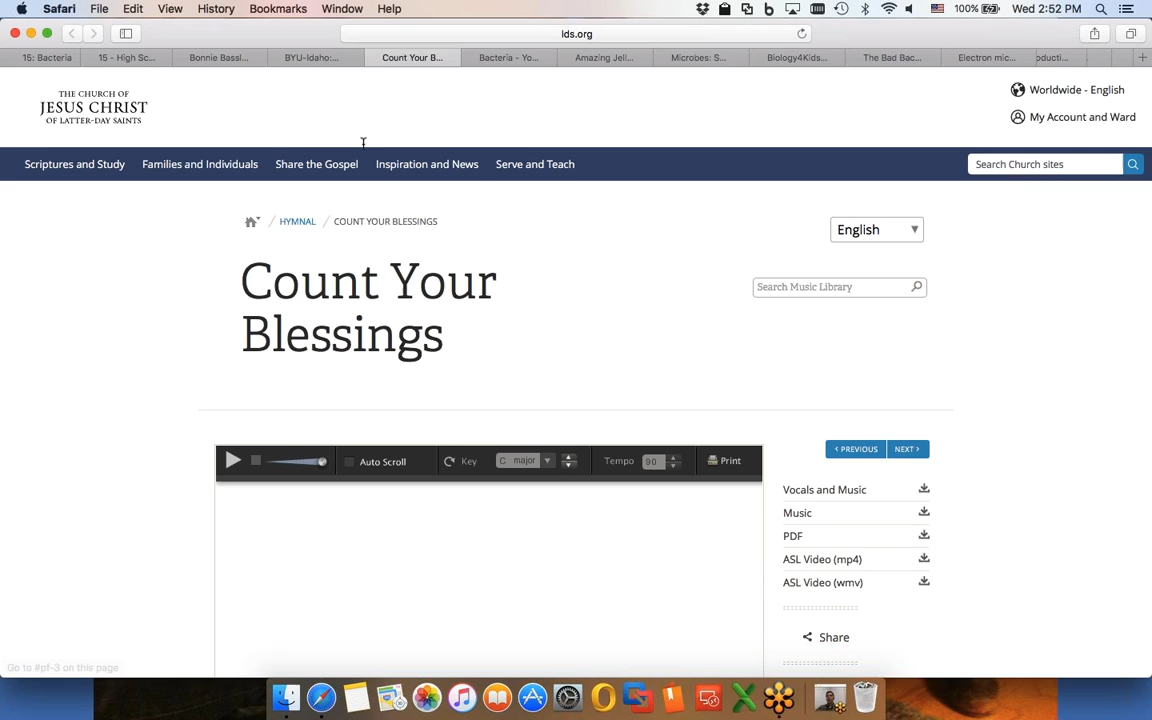 Safari File Edit View History Bookmarks Window Help 100% Wed 2:52 PM
lds.org
15: Bacteria 15 - High Sc... Bonnie Bassl... BYU-Idaho:... Count Your B... Bacteria - Yo... Amazing Jell... Microbes: S... Biology4Kids... The Bad Bac... Electron mic... oducti...
THE CHURCH OF
JESUS CHRIST
OF LATTER-DAY SAINTS
Worldwide - English
My Account and Ward
Scriptures and Study Families and Individuals Share the Gospel Inspiration and News Serve and Teach Search Church sites
/ HYMNAL / COUNT YOUR BLESSINGS
English
Count Your
Blessings
Search Music Library
‹ PREVIOUS NEXT ›
Auto Scroll Key C major Tempo 90 Print
Vocals and Music
Music
PDF
ASL Video (mp4)
ASL Video (wmv)
Share
Go to #pf-3 on this page